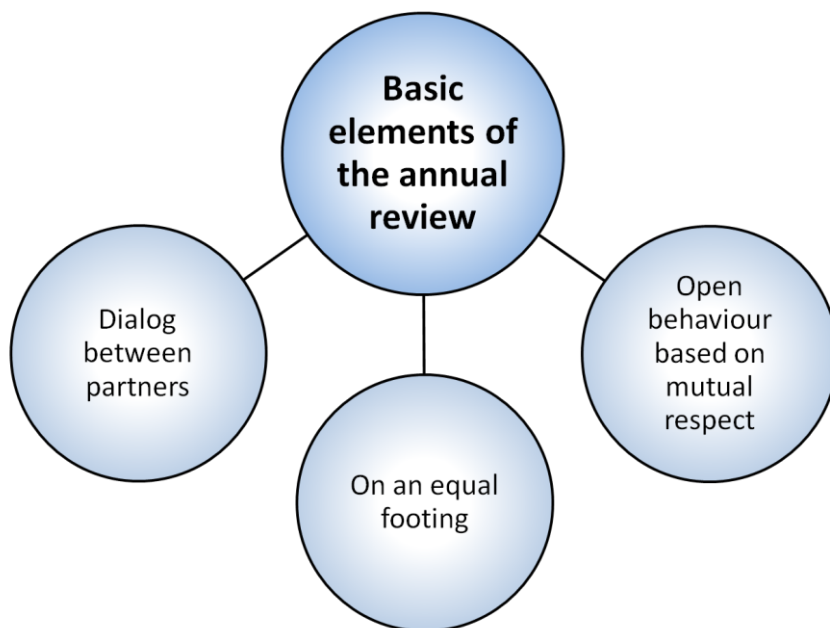 Basic
elements of
the annual
review
Dialog
between
partners
On an equal
footing
Open
behaviour
based on
mutual
respect